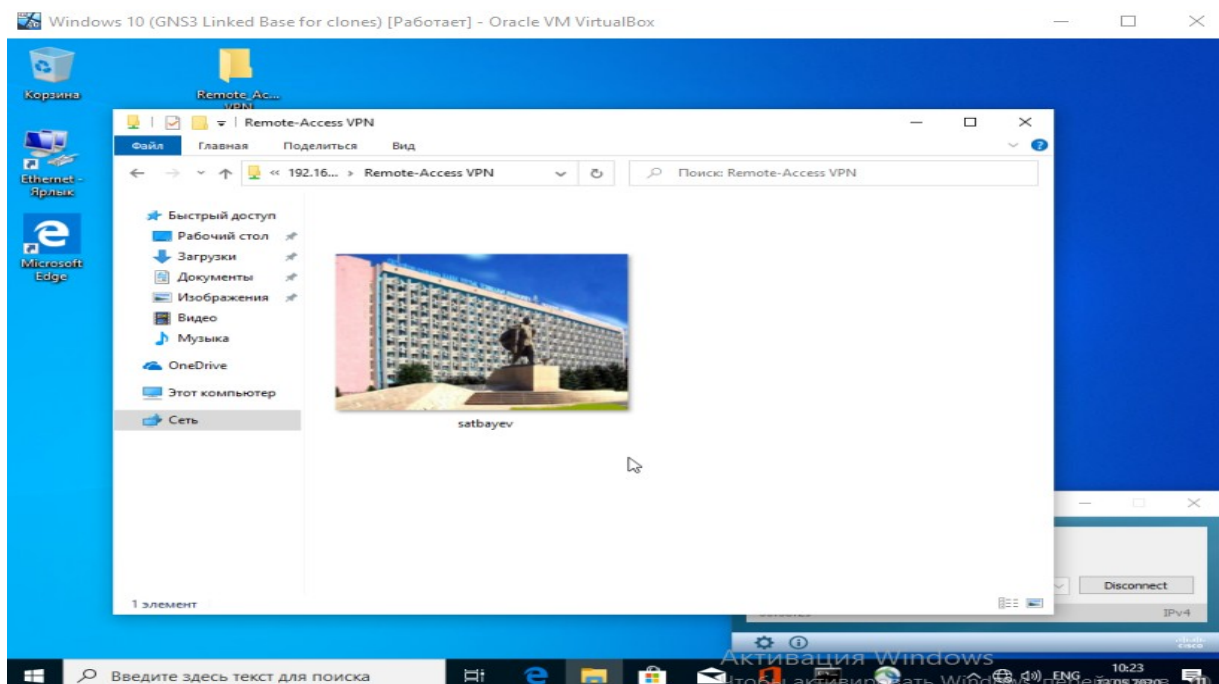 Windows 10 (GNS3 Linked Base for clones) [Работает] - Oracle VM VirtualBox
Корзина
Remote_Ac...
VPN
Ethernet -
Ярлык
Microsoft
Edge
Remote-Access VPN
Файл Главная Поделиться Вид
« 192.16... › Remote-Access VPN
Поиск: Remote-Access VPN
Быстрый доступ
Рабочий стол
Загрузки
Документы
Изображения
Видео
Музыка
OneDrive
Этот компьютер
Сеть
satbayev
1 элемент
Disconnect
IPv4
cisco
Активация Windows
Введите здесь текст для поиска
ENG
10:23